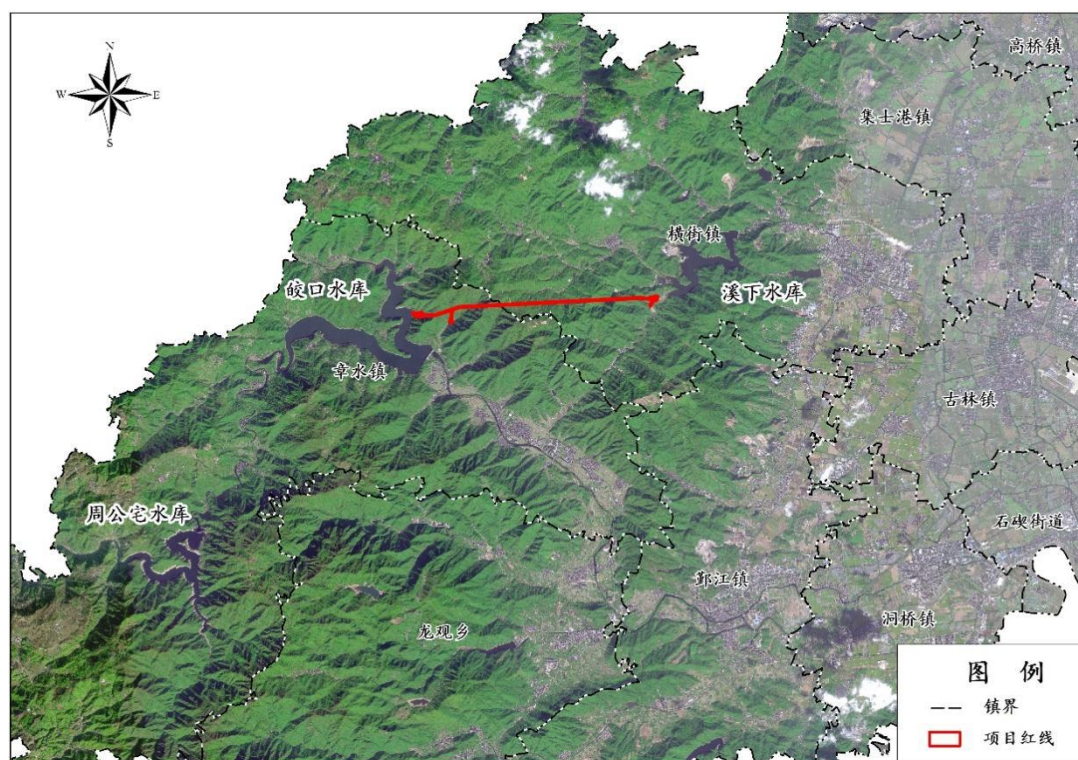 高桥镇
N
集士港镇
W
E
S
横街镇
皎口水库
溪下水库
章水镇
古林镇
周公宅水库
石碶街道
鄞江镇
洞桥镇
龙观乡
图 例
镇界
项目红线